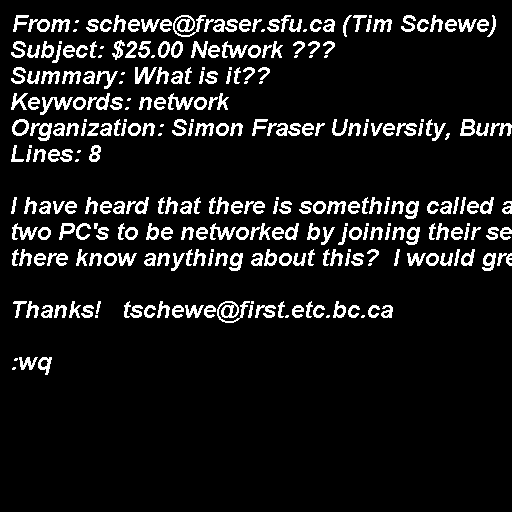 From: schewe@fraser.sfu.ca (Tim Schewe)
Subject: $25.00 Network ???
Summary: What is it??
Keywords: network
Organization: Simon Fraser University, Burn
Lines: 8
I have heard that there is something called a
two PC's to be networked by joining their se
there know anything about this?  I would gre
Thanks!   tschewe@first.etc.bc.ca
:wq